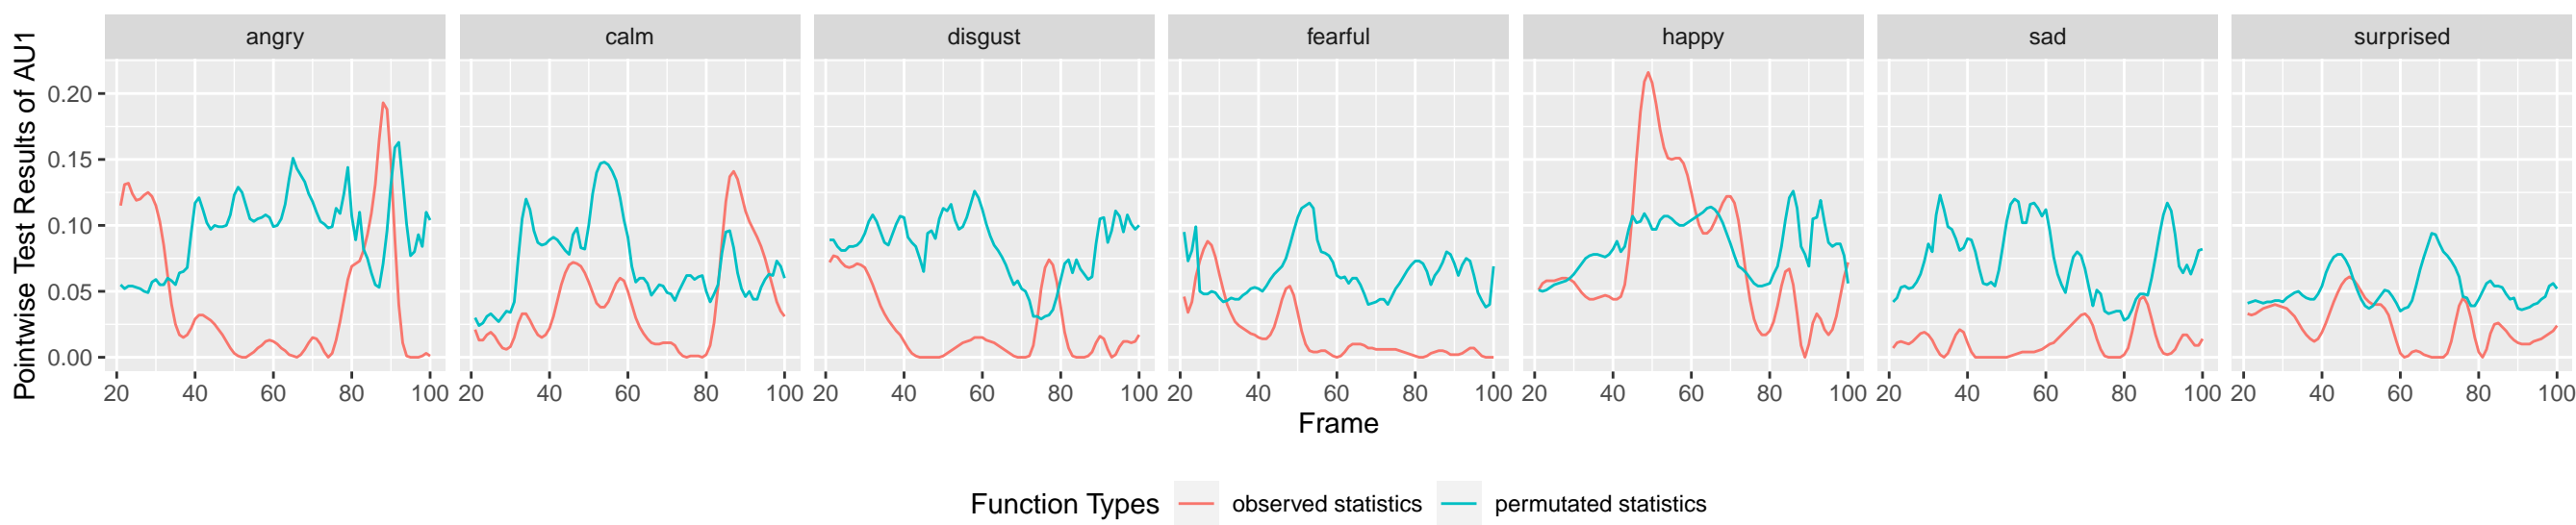 angry calm disgust fearful happy sad surprised
Pointwise Test Results of AU1
0.20
0.15
0.10
0.05
0.00
20 40 60 80 100 20 40 60 80 100 20 40 60 80 100 20 40 60 80 100 20 40 60 80 100 20 40 60 80 100 20 40 60 80 100
Frame
Function Types observed statistics permutated statistics